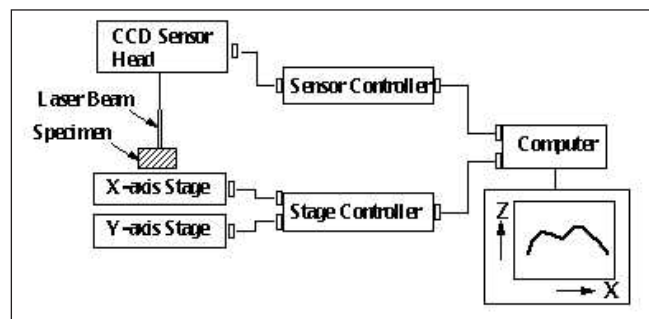 CCD Sensor
Head
Sensor Controller
Laser Beam
Specimen
Computer
X-axis Stage
Y-axis Stage
Stage Controller
Z
X